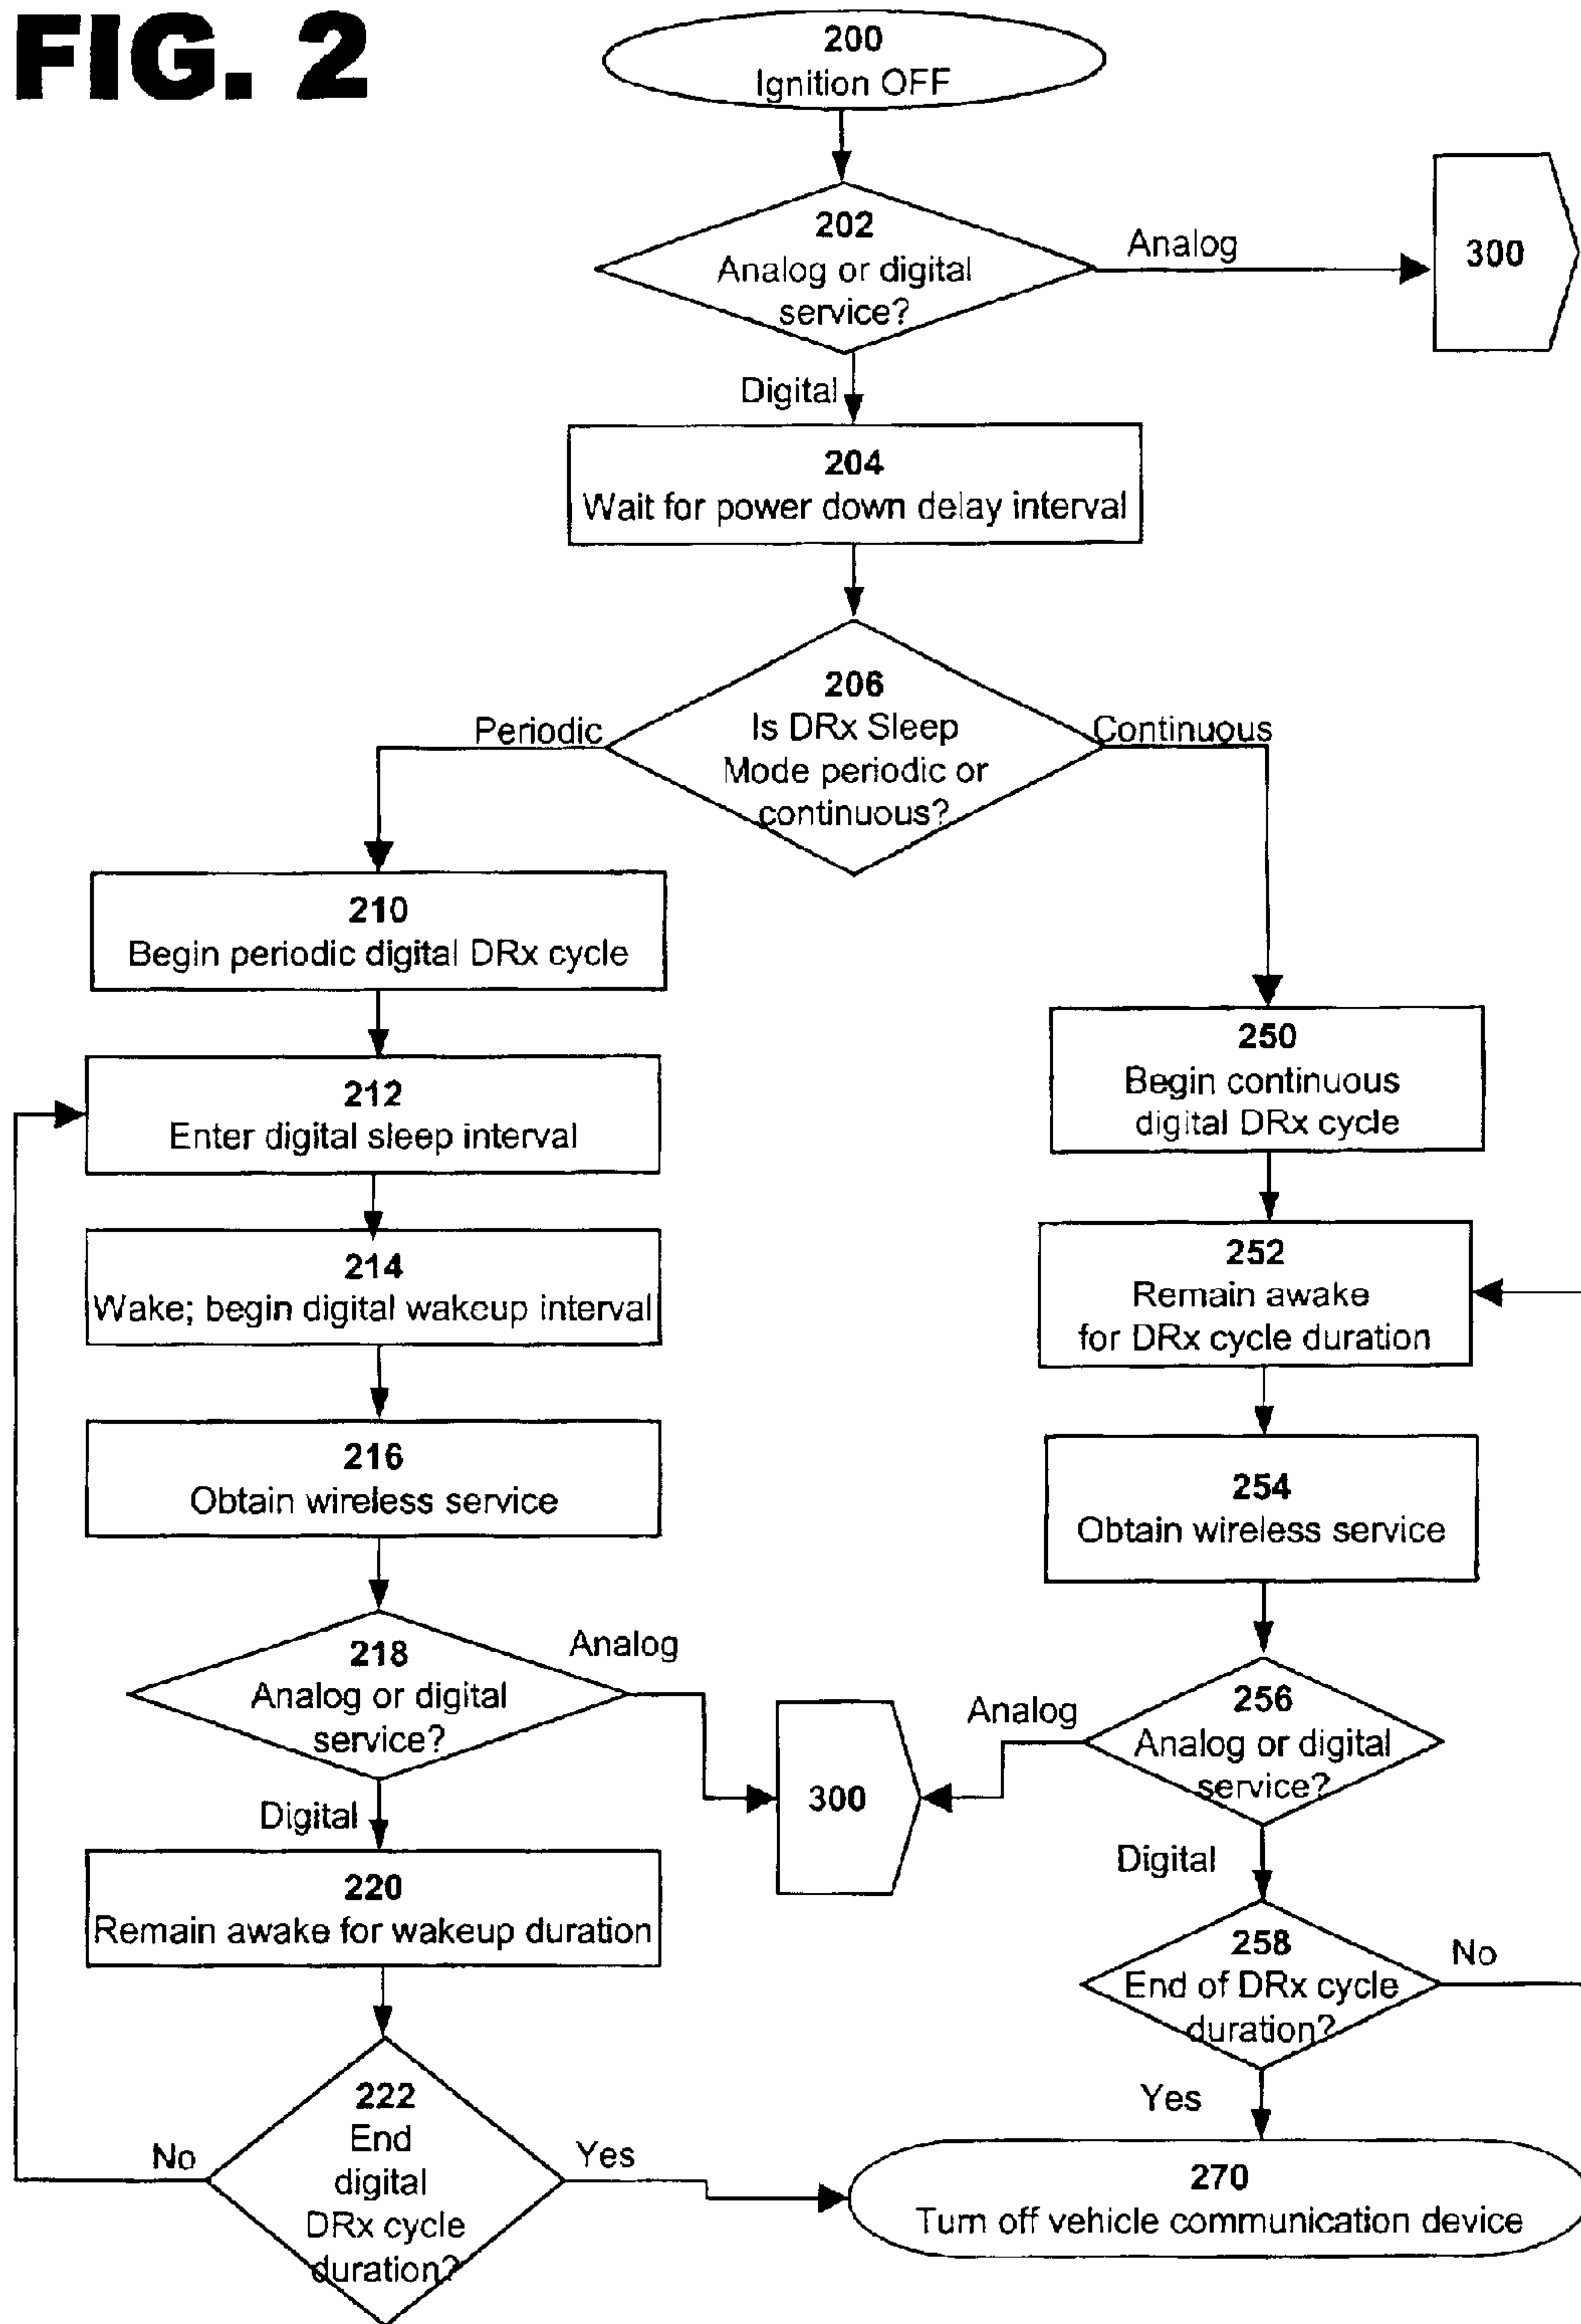 FIG. 2
200
Ignition OFF
202
Analog or digital
service?
Analog
300
Digital
204
Wait for power down delay interval
206
Is DRx Sleep
Mode periodic or
continuous?
Periodic
Continuous
210
Begin periodic digital DRx cycle
212
Enter digital sleep interval
214
Wake; begin digital wakeup interval
216
Obtain wireless service
218
Analog or digital
service?
Analog
300
Digital
220
Remain awake for wakeup duration
222
End
digital
DRx cycle
duration?
No
Yes
250
Begin continuous
digital DRx cycle
252
Remain awake
for DRx cycle duration
254
Obtain wireless service
256
Analog or digital
service?
Analog
Digital
258
End of DRx cycle
duration?
No
Yes
270
Turn off vehicle communication device